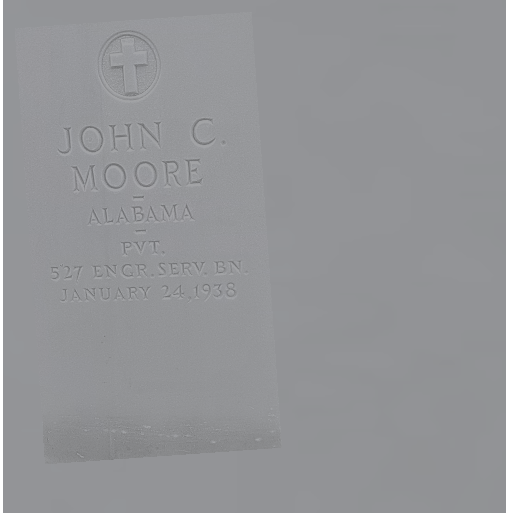 JOHN C.
MOORE
ALABAMA
PVT.
527 ENGR. SERV. BN.
JANUARY 24, 1938